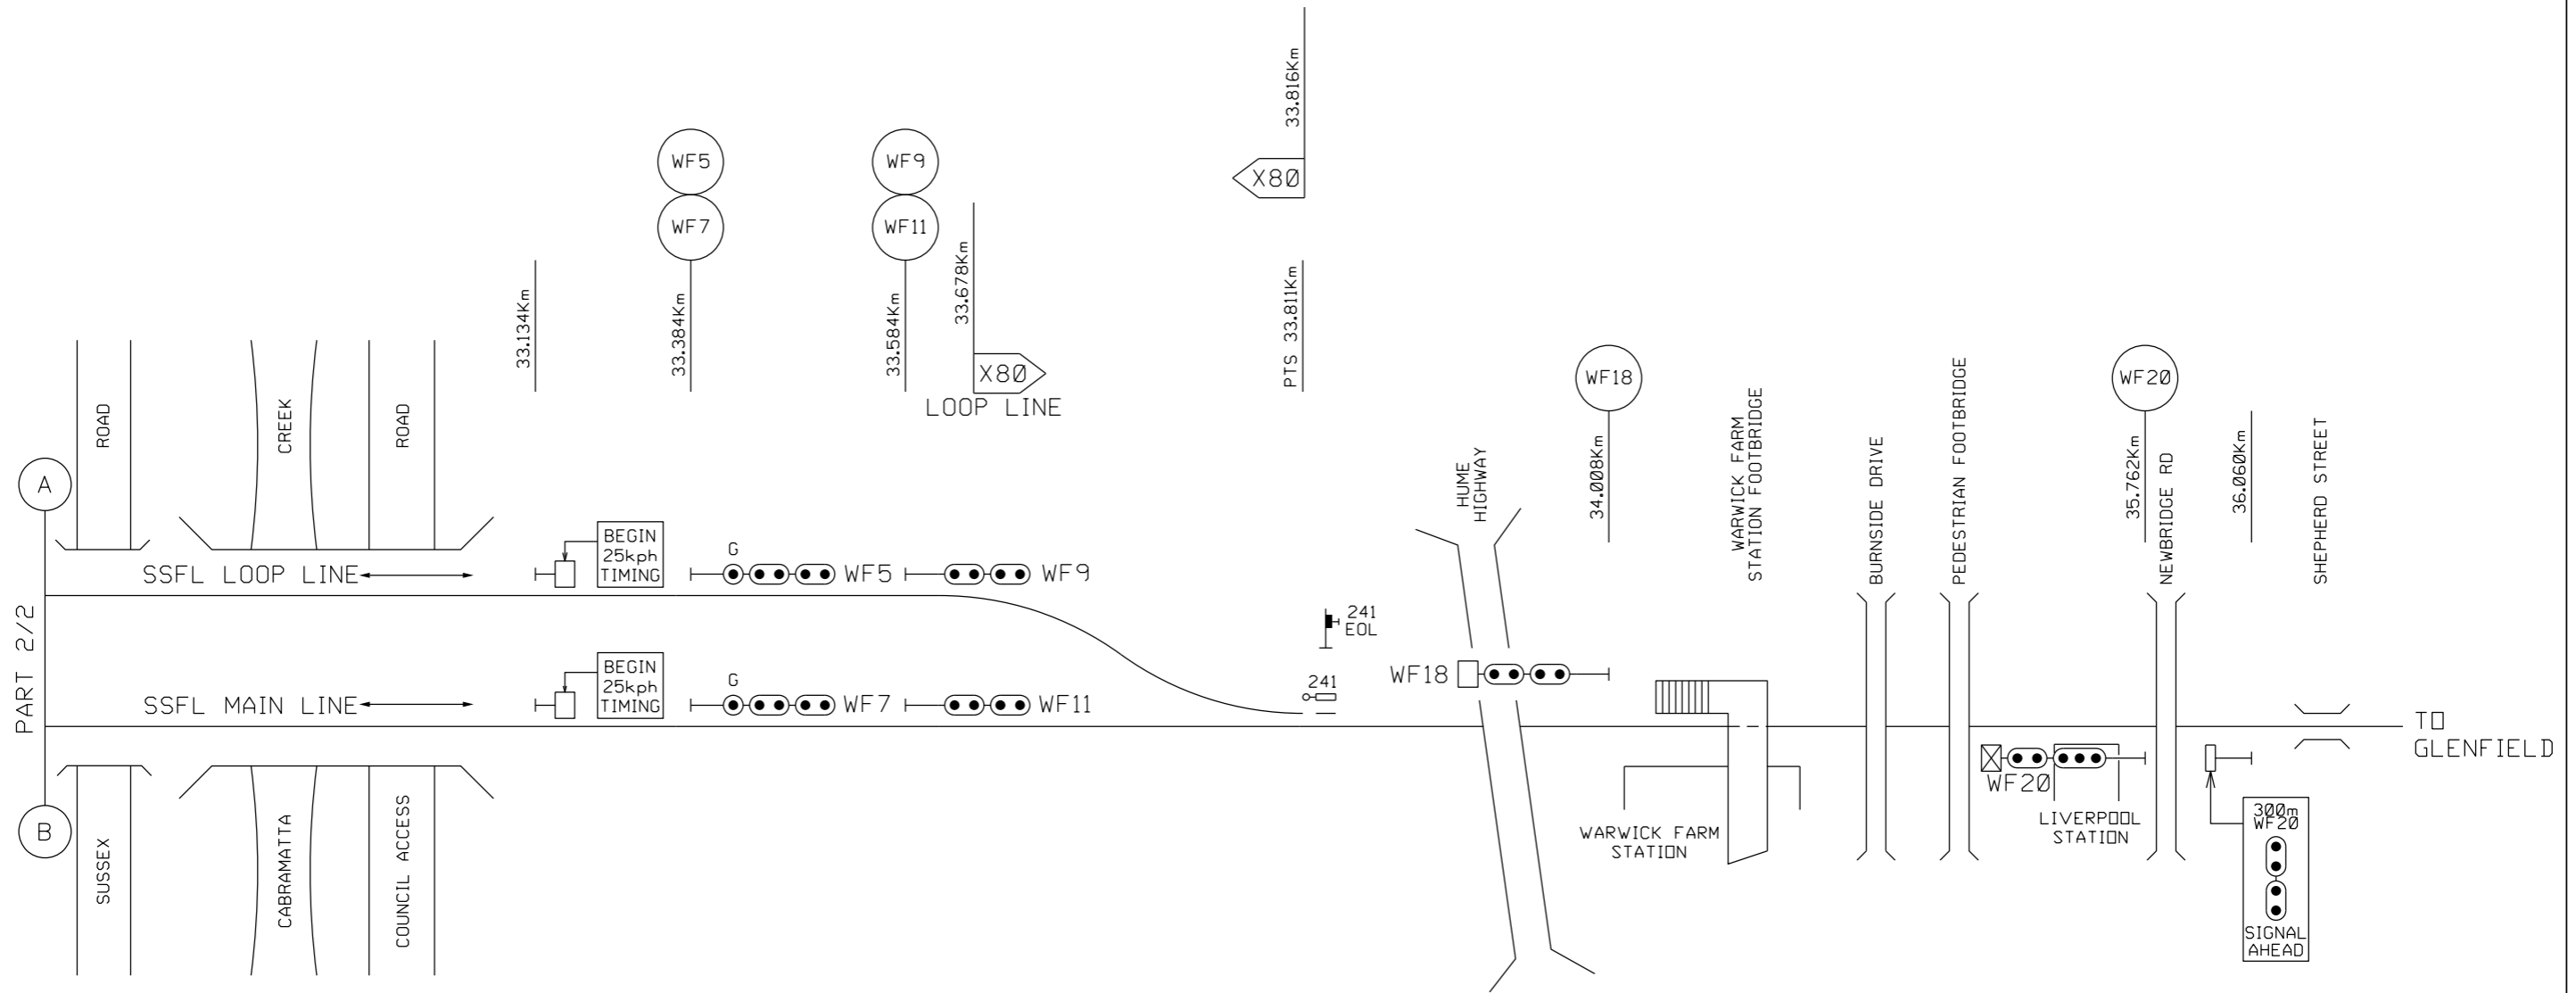 33.816Km
X80
WF5
WF9
WF7
WF11
33.134Km
33.384Km
33.584Km
33.678Km
X80
LOOP LINE
PTS 33.811Km
WF18
34.008Km
WARWICK FARM
STATION FOOTBRIDGE
BURNSIDE DRIVE
PEDESTRIAN FOOTBRIDGE
WF20
35.762Km
NEWBRIDGE RD
36.060Km
SHEPHERD STREET
HUME
HIGHWAY
ROAD
CREEK
ROAD
A
SSFL LOOP LINE
BEGIN
25kph
TIMING
G
WF5
WF9
PART 2/2
241
EOL
241
WF18
SSFL MAIN LINE
BEGIN
25kph
TIMING
G
WF7
WF11
TO
GLENFIELD
B
SUSSEX
CABRAMATTA
COUNCIL ACCESS
WARWICK FARM
STATION
WF20
LIVERPOOL
STATION
300m
WF20
SIGNAL
AHEAD